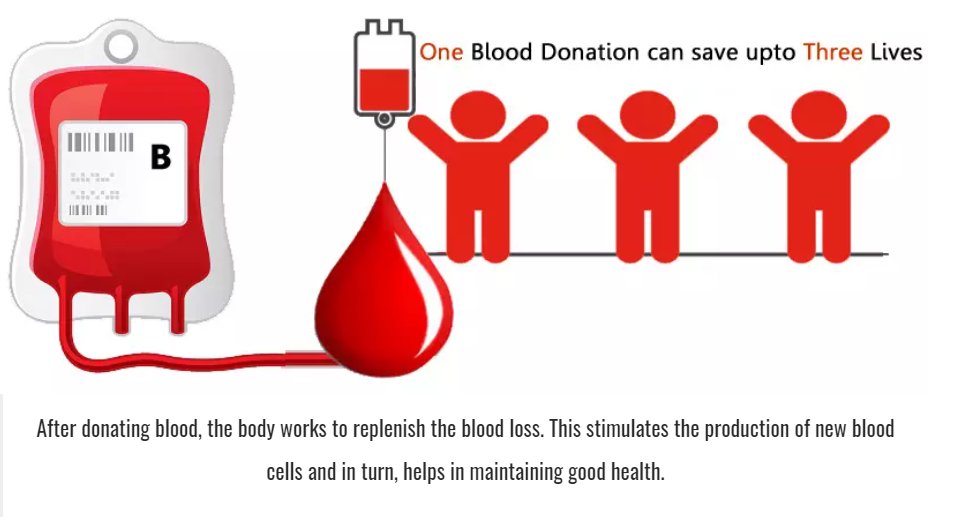 One Blood Donation can save upto Three Lives
B
After donating blood, the body works to replenish the blood loss. This stimulates the production of new blood
cells and in turn, helps in maintaining good health.